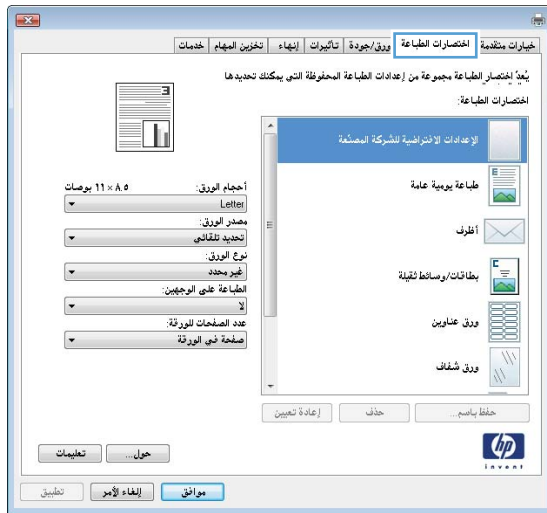 خيارات متقدمة
اختصارات الطباعة
ورق/جودة
تأثيرات
إنهاء
تخزين المهام
خدمات
يُعدّ اختصار الطباعة مجموعة من إعدادات الطباعة المحفوظة التي يمكنك تحديدها
اختصارات الطباعة:
الإعدادات الافتراضية للشركة المصنّعة
طباعة يومية عامة
أظرف
بطاقات/وسائط ثقيلة
ورق عناوين
ورق شفاف
حفظ باسم...
حذف
إعادة تعيين
أحجام الورق:
٨.٥ × ١١ بوصات
Letter
مصدر الورق:
تحديد تلقائي
نوع الورق:
غير محدد
الطباعة على الوجهين:
لا
عدد الصفحات للورقة:
صفحة في الورقة
hp
invent
حول...
تعليمات
موافق
إلغاء الأمر
تطبيق